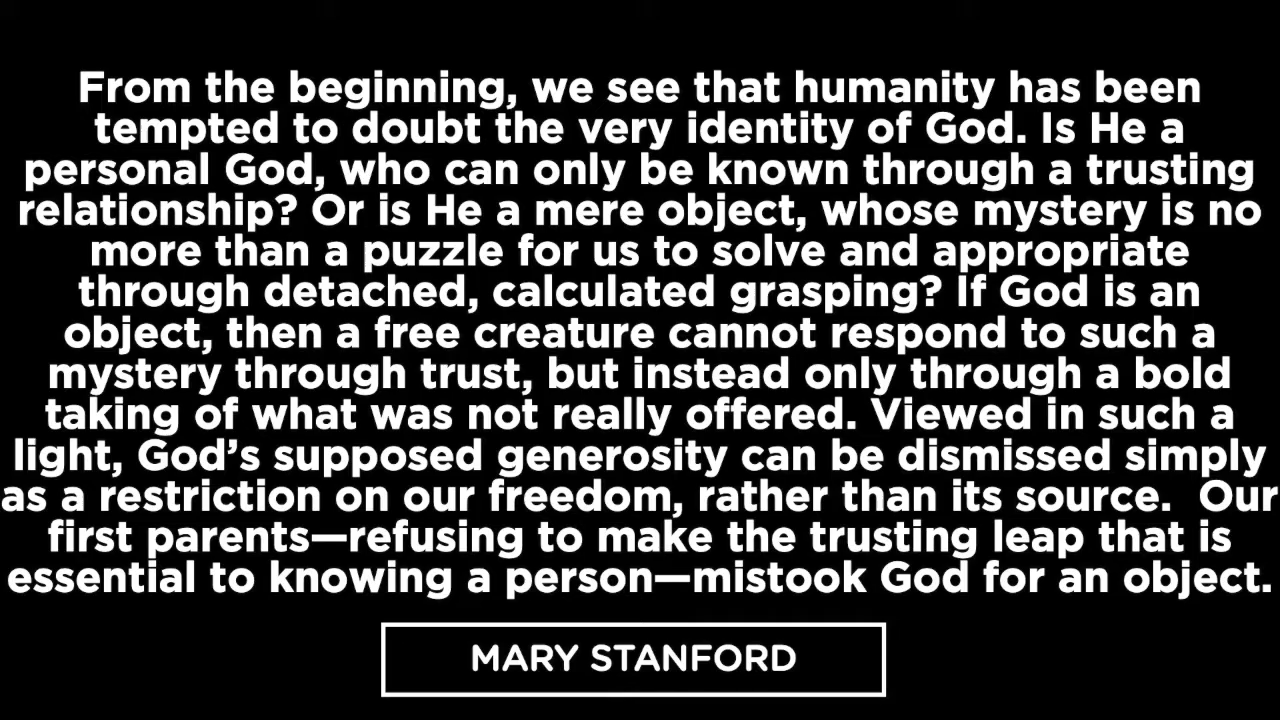 From the beginning, we see that humanity has been
tempted to doubt the very identity of God. Is He a
personal God, who can only be known through a trusting
relationship? Or is He a mere object, whose mystery is no
more than a puzzle for us to solve and appropriate
through detached, calculated grasping? If God is an
object, then a free creature cannot respond to such a
mystery through trust, but instead only through a bold
taking of what was not really offered. Viewed in such a
light, God’s supposed generosity can be dismissed simply
as a restriction on our freedom, rather than its source.  Our
first parents—refusing to make the trusting leap that is
essential to knowing a person—mistook God for an object.
MARY STANFORD